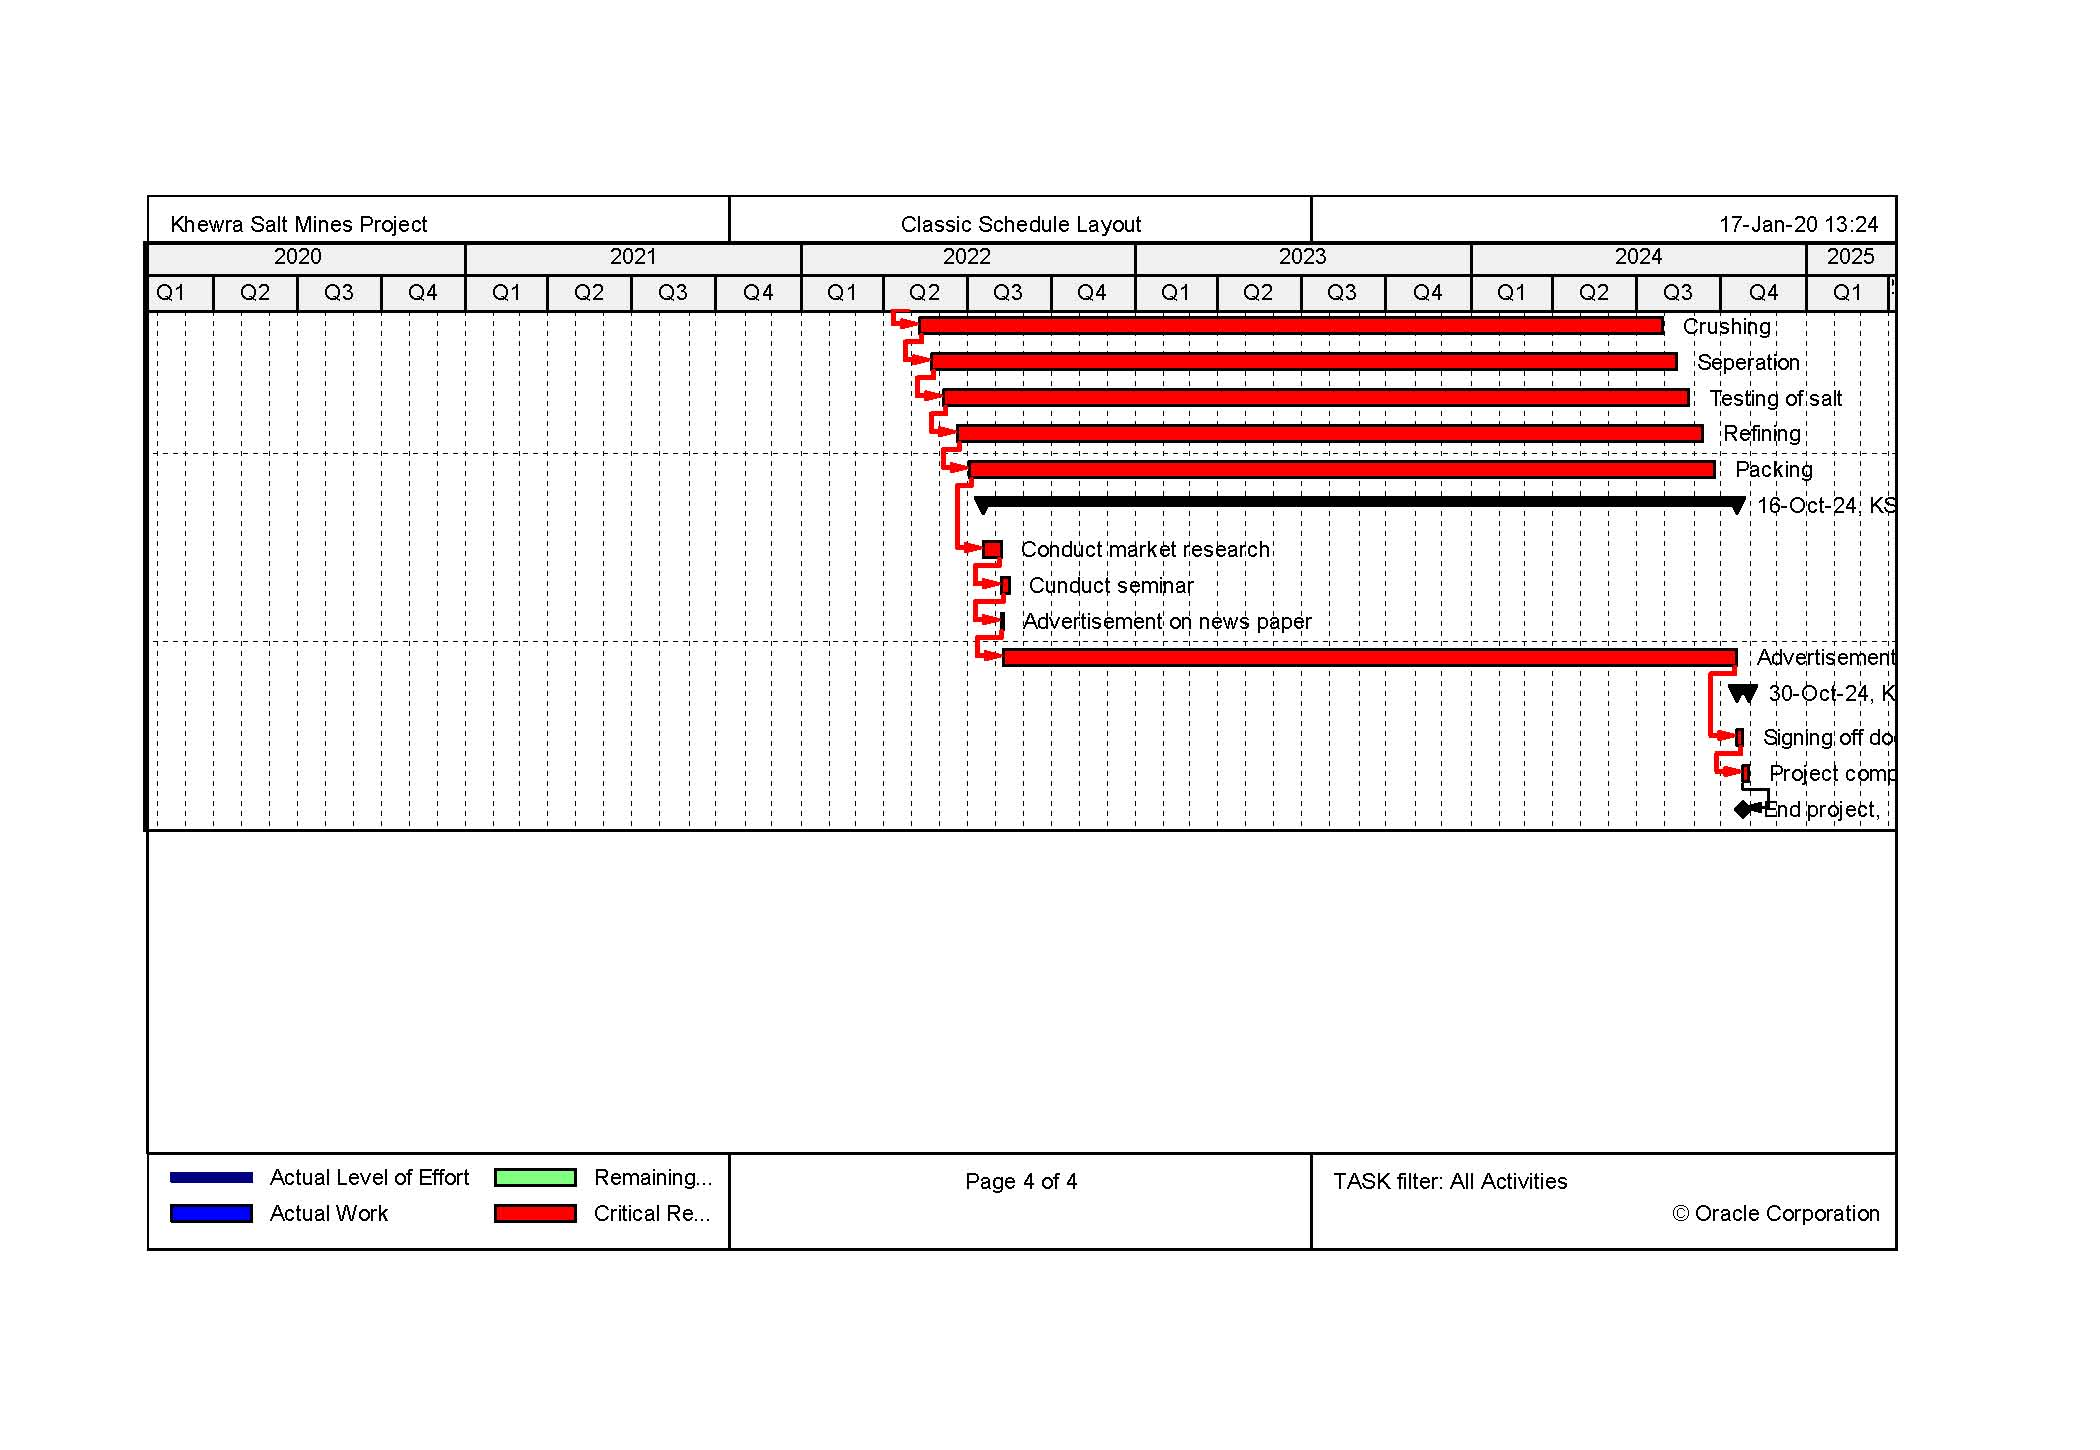 Khewra Salt Mines Project Classic Schedule Layout 17-Jan-20 13:24
2020 2021 2022 2023 2024 2025
Q1 Q2 Q3 Q4 Q1 Q2 Q3 Q4 Q1 Q2 Q3 Q4 Q1 Q2 Q3 Q4 Q1 Q2 Q3 Q4 Q1
Crushing
Seperation
Testing of salt
Refining
Packing
16-Oct-24, KS
Conduct market research
Cunduct seminar
Advertisement on news paper
Advertisement
30-Oct-24, K
Signing off do
Project comp
End project,
Actual Level of Effort Remaining... Page 4 of 4 TASK filter: All Activities
Actual Work Critical Re... © Oracle Corporation